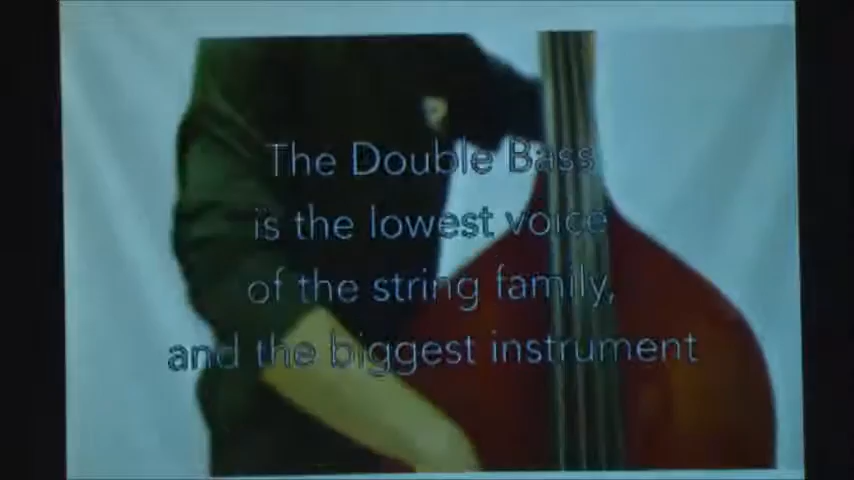 The Double Bass
is the lowest voice
of the string family,
and the biggest instrument